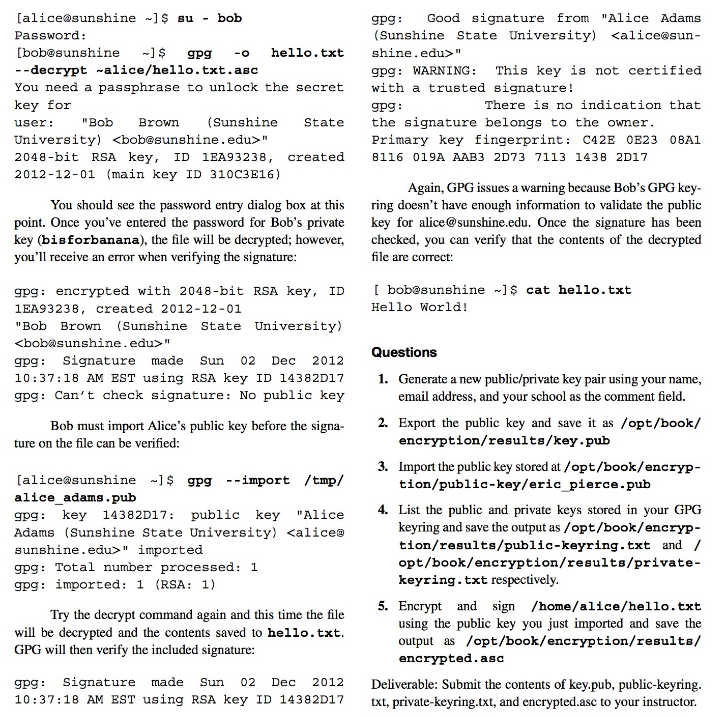 [alice@sunshine ~]$ su - bob
Password:
[bob@sunshine ~]$ gpg -o hello.txt
--decrypt ~alice/hello.txt.asc
You need a passphrase to unlock the secret
key for
user: "Bob Brown (Sunshine State
University) <bob@sunshine.edu>"
2048-bit RSA key, ID 1EA93238, created
2012-12-01 (main key ID 310C3E16)
You should see the password entry dialog box at this
point. Once you've entered the password for Bob's private
key (bisforbanana), the file will be decrypted; however,
you'll receive an error when verifying the signature:
gpg: encrypted with 2048-bit RSA key, ID
1EA93238, created 2012-12-01
"Bob Brown (Sunshine State University)
<bob@sunshine.edu>"
gpg: Signature made Sun 02 Dec 2012
10:37:18 AM EST using RSA key ID 14382D17
gpg: Can't check signature: No public key
Bob must import Alice's public key before the signa-
ture on the file can be verified:
[alice@sunshine ~]$ gpg --import /tmp/
alice_adams.pub
gpg: key 14382D17: public key "Alice
Adams (Sunshine State University) <alice@
sunshine.edu>" imported
gpg: Total number processed: 1
gpg: imported: 1 (RSA: 1)
Try the decrypt command again and this time the file
will be decrypted and the contents saved to hello.txt.
GPG will then verify the included signature:
gpg: Signature made Sun 02 Dec 2012
10:37:18 AM EST using RSA key ID 14382D17
gpg: Good signature from "Alice Adams
(Sunshine State University) <alice@sun-
shine.edu>"
gpg: WARNING: This key is not certified
with a trusted signature!
gpg: There is no indication that
the signature belongs to the owner.
Primary key fingerprint: C42E 0E23 08A1
8116 019A AAB3 2D73 7113 1438 2D17
Again, GPG issues a warning because Bob's GPG key-
ring doesn't have enough information to validate the public
key for alice@sunshine.edu. Once the signature has been
checked, you can verify that the contents of the decrypted
file are correct:
[ bob@sunshine ~]$ cat hello.txt
Hello World!
Questions
1. Generate a new public/private key pair using your name,
email address, and your school as the comment field.
2. Export the public key and save it as /opt/book/
encryption/results/key.pub
3. Import the public key stored at /opt/book/encryp-
tion/public-key/eric_pierce.pub
4. List the public and private keys stored in your GPG
keyring and save the output as /opt/book/encryp-
tion/results/public-keyring.txt and /
opt/book/encryption/results/private-
keyring.txt respectively.
5. Encrypt and sign /home/alice/hello.txt
using the public key you just imported and save the
output as /opt/book/encryption/results/
encrypted.asc
Deliverable: Submit the contents of key.pub, public-keyring.
txt, private-keyring.txt, and encrypted.asc to your instructor.